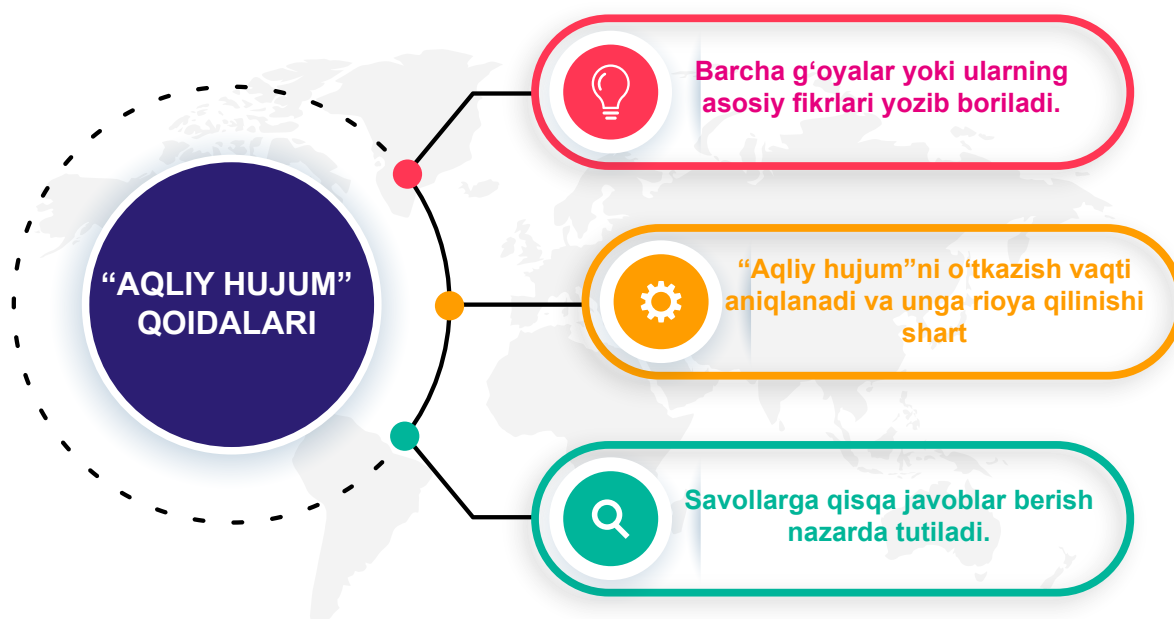 “AQLIY HUJUM”
QOIDALARI
Barcha g‘oyalar yoki ularning
asosiy fikrlari yozib boriladi.
“Aqliy hujum”ni o‘tkazish vaqti
aniqlanadi va unga rioya qilinishi
shart
Savollarga qisqa javoblar berish
nazarda tutiladi.